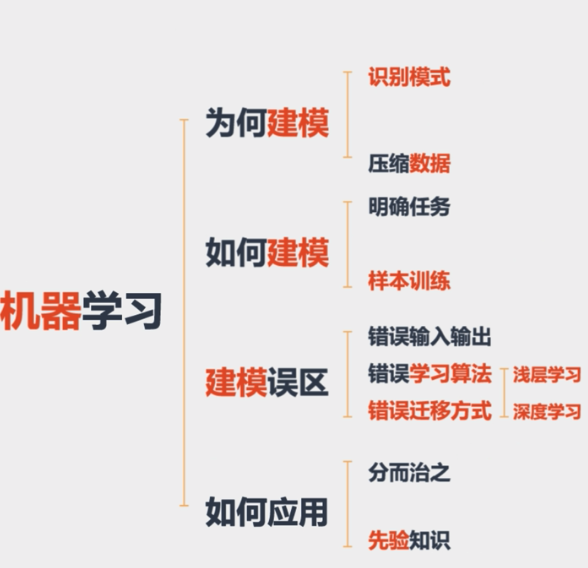 机器学习
为何建模
识别模式
压缩数据
如何建模
明确任务
样本训练
建模误区
错误输入输出
错误学习算法
错误迁移方式
浅层学习
深度学习
如何应用
分而治之
先验知识